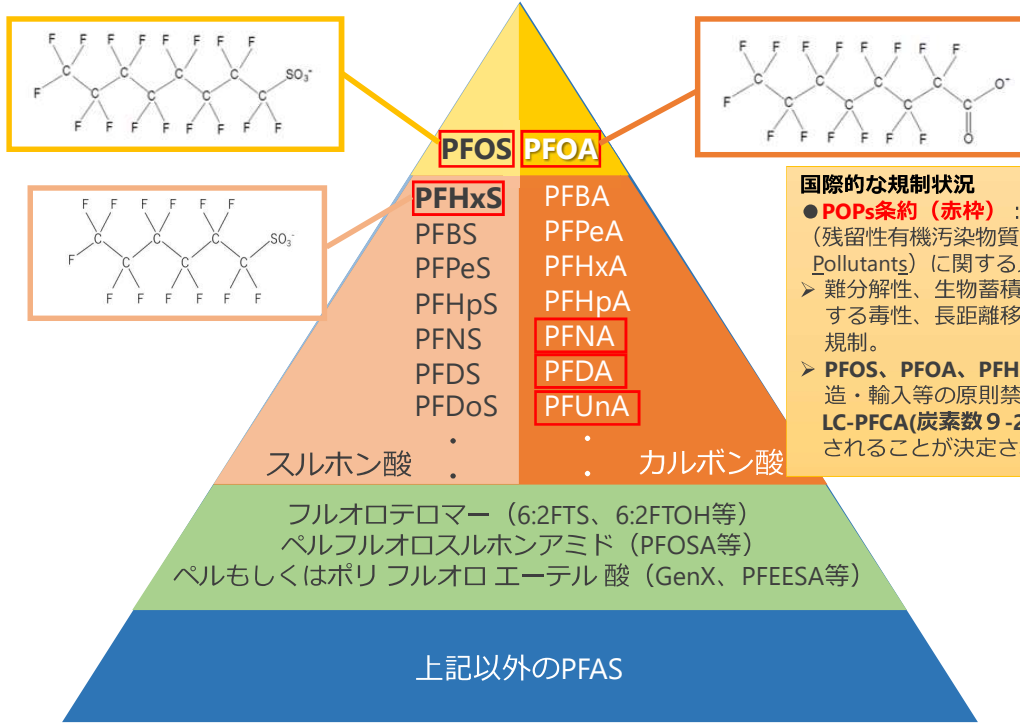 F F F F F F F F
C C C C SO₃⁻
F C C C C
F F F F F F F F
F F F F F F F
C C C C O⁻
F C C C C
F F F F F F O
PFOS PFOA
F F F F F F
C C C SO₃⁻
F C C C
F F F F F F
PFHxS
PFBS
PFPeS
PFHpS
PFNS
PFDS
PFDoS
・
・
スルホン酸
PFBA
PFPeA
PFHxA
PFHpA
PFNA
PFDA
PFUnA
・
・
カルボン酸
国際的な規制状況
●POPs条約（赤枠）：
（残留性有機汚染物質
Pollutants）に関する
➢ 難分解性、生物蓄積
する毒性、長距離移
規制。
➢ PFOS、PFOA、PFH
造・輸入等の原則禁
LC-PFCA(炭素数９-2
されることが決定さ
フルオロテロマー（6:2FTS、6:2FTOH等）
ペルフルオロスルホンアミド（PFOSA等）
ペルもしくはポリ フルオロ エーテル 酸（GenX、PFEESA等）
上記以外のPFAS